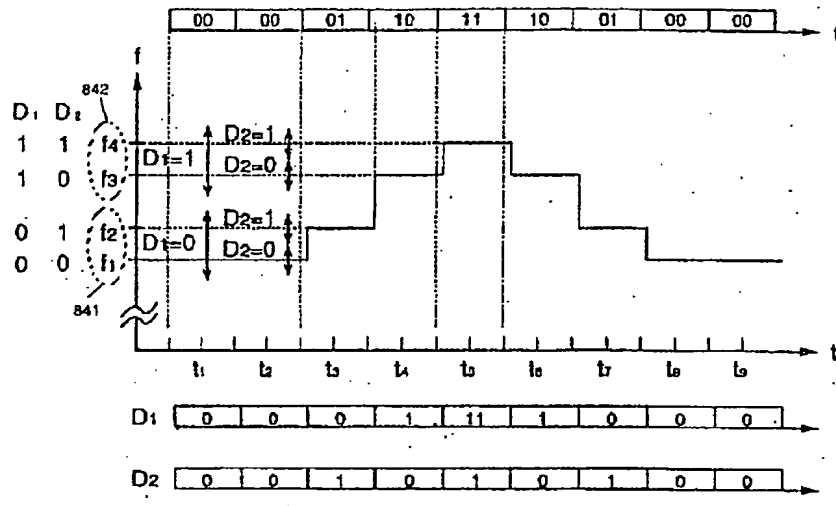 00 00 01 10 11 10 01 00 00 t
f
842
D1 D2
1 1 f4 D1=1 D2=1
1 0 f3 D2=0
0 1 f2 D1=0 D2=1
0 0 f1 D2=0
841
t
t1 t2 t3 t4 t5 t6 t7 t8 t9
D1 0 0 0 1 11 1 0 0 0
D2 0 0 1 0 1 0 1 0 0